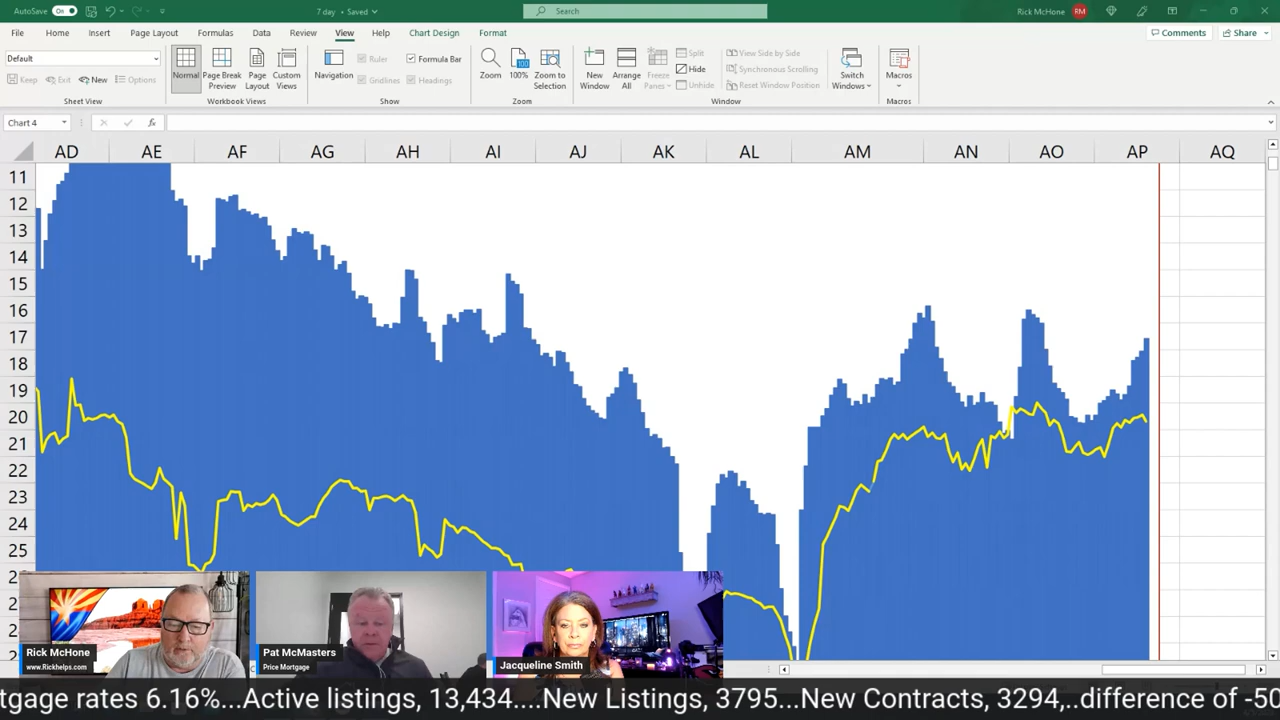 AutoSave On 7 day • Saved Search Rick McHone RM
File Home Insert Page Layout Formulas Data Review View Help Chart Design Format Comments Share
Default
Keep Exit New Options
Sheet View
Normal Page Break Preview Page Layout Custom Views
Workbook Views
Navigation Ruler Formula Bar
Gridlines Headings
Show
Zoom 100% Zoom to Selection
100
Zoom
New Window Arrange All Freeze Panes Split
Hide
Unhide
View Side by Side
Synchronous Scrolling
Reset Window Position
Window
Switch Windows
Macros
Macros
Chart 4 fx
AD AE AF AG AH AI AJ AK AL AM AN AO AP AQ
11
12
13
14
15
16
17
18
19
20
21
22
23
24
25
2
2
2
Rick McHone
www.Rickhelps.com
Pat McMasters
Price Mortgage
Jacqueline Smith
tgage rates 6.16%...Active listings, 13,434....New Listings, 3795...New Contracts, 3294,..difference of -50